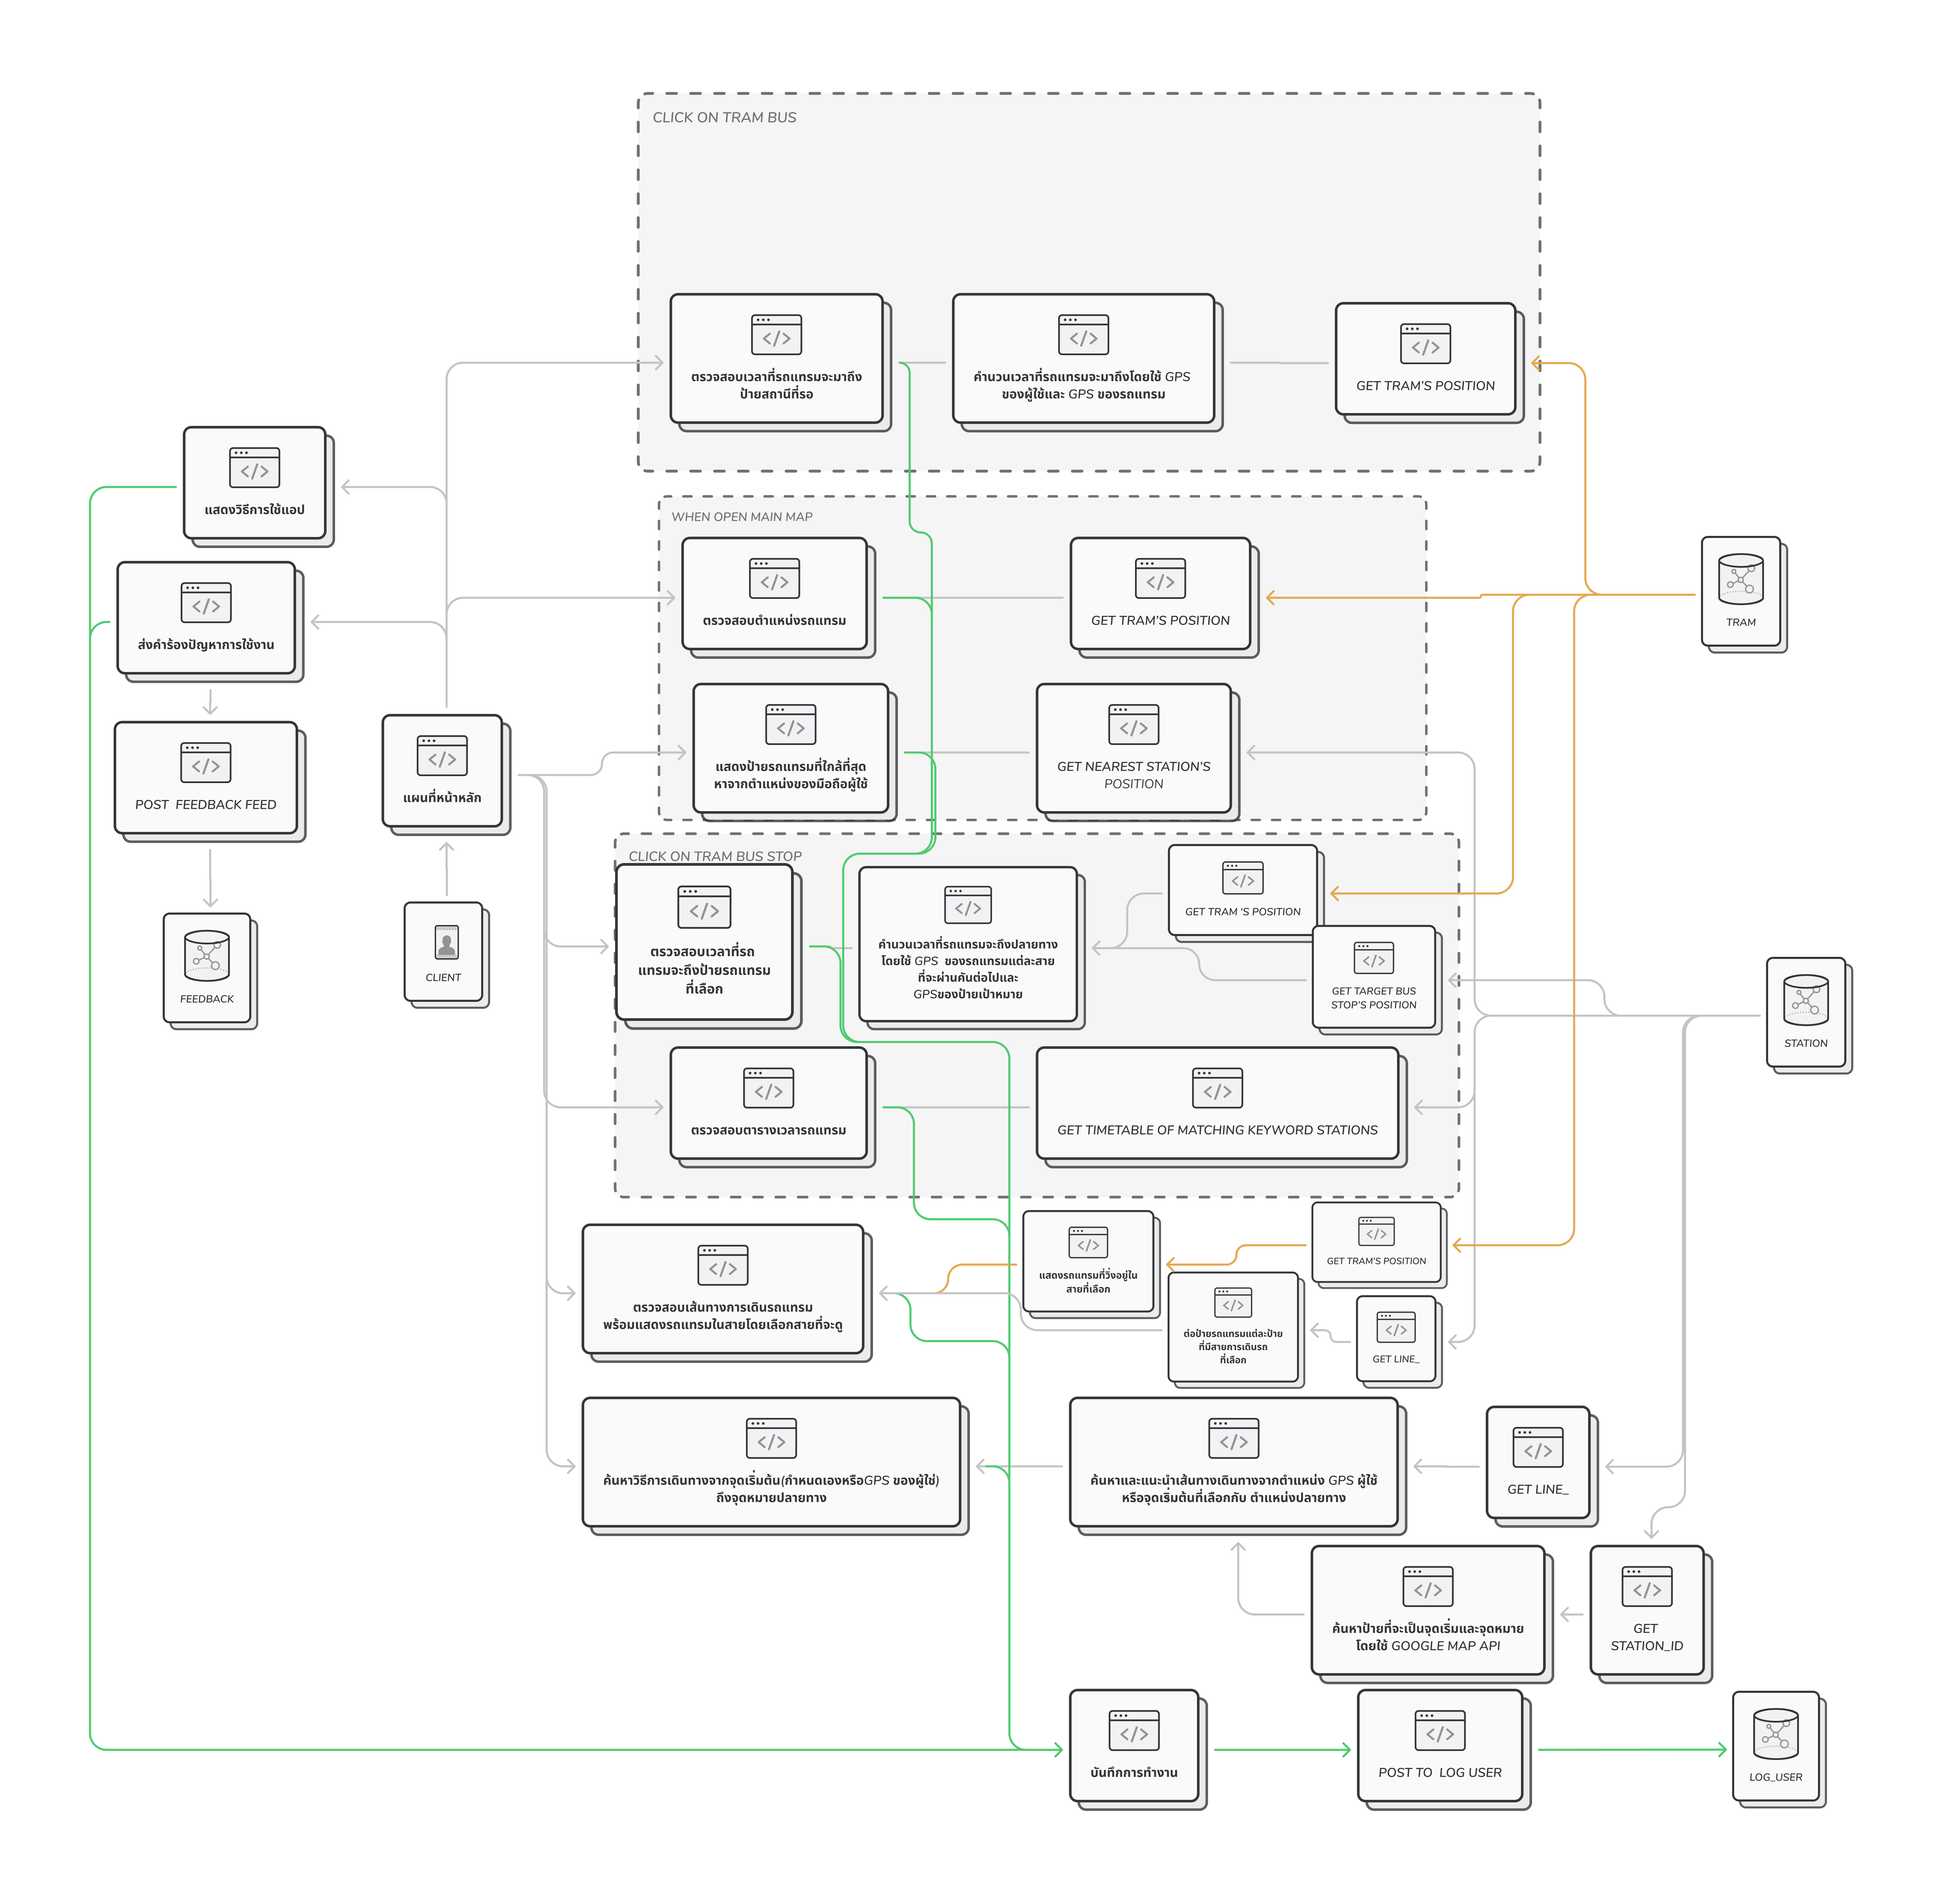 CLICK ON TRAM BUS
ตรวจสอบเวลาที่รถแทรมจะมาถึง
ป้ายสถานีที่รอ
คำนวนเวลาที่รถแทรมจะมาถึงโดยใช้ GPS
ของผู้ใช้และ GPS ของรถแทรม
GET TRAM'S POSITION
แสดงวิธีการใช้แอป
ส่งคำร้องปัญหาการใช้งาน
POST  FEEDBACK FEED
FEEDBACK
แผนที่หน้าหลัก
CLIENT
WHEN OPEN MAIN MAP
ตรวจสอบตำแหน่งรถแทรม
GET TRAM'S POSITION
TRAM
แสดงป้ายรถแทรมที่ใกล้ที่สุด
หาจากตำแหน่งของมือถือผู้ใช้
GET NEAREST STATION'S
POSITION
CLICK ON TRAM BUS STOP
ตรวจสอบเวลาที่รถ
แทรมจะถึงป้ายรถแทรม
ที่เลือก
คำนวนเวลาที่รถแทรมจะถึงปลายทาง
โดยใช้ GPS  ของรถแทรมแต่ละสาย
ที่จะผ่านคันต่อไปและ
GPSของป้ายเป้าหมาย
GET TRAM 'S POSITION
GET TARGET BUS
STOP'S POSITION
STATION
ตรวจสอบตารางเวลารถแทรม
GET TIMETABLE OF MATCHING KEYWORD STATIONS
ตรวจสอบเส้นทางการเดินรถแทรม
พร้อมแสดงรถแทรมในสายโดยเลือกสายที่จะดู
แสดงรถแทรมที่วิ่งอยู่ใน
สายที่เลือก
GET TRAM'S POSITION
ต่อป้ายรถแทรมแต่ละป้าย
ที่มีสายการเดินรถ
ที่เลือก
GET LINE_
ค้นหาวิธีการเดินทางจากจุดเริ่มต้น(กำหนดเองหรือGPS ของผู้ใช่)
ถึงจุดหมายปลายทาง
ค้นหาและแนะนำเส้นทางเดินทางจากตำแหน่ง GPS ผู้ใช้
หรือจุดเริ่มต้นที่เลือกกับ ตำแหน่งปลายทาง
GET LINE_
ค้นหาป้ายที่จะเป็นจุดเริ่มและจุดหมาย
โดยใช้ GOOGLE MAP API
GET
STATION_ID
บันทึกการทำงาน
POST TO  LOG USER
LOG_USER